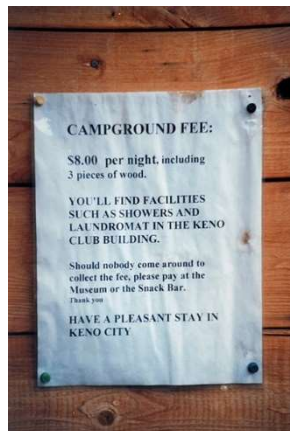 CAMPGROUND FEE:
$8.00 per night, including
3 pieces of wood.
YOU'LL FIND FACILITIES
SUCH AS SHOWERS AND
LAUNDROMAT IN THE KENO
CLUB BUILDING.
Should nobody come around to
collect the fee, please pay at the
Museum or the Snack Bar.
Thank you
HAVE A PLEASANT STAY IN
KENO CITY